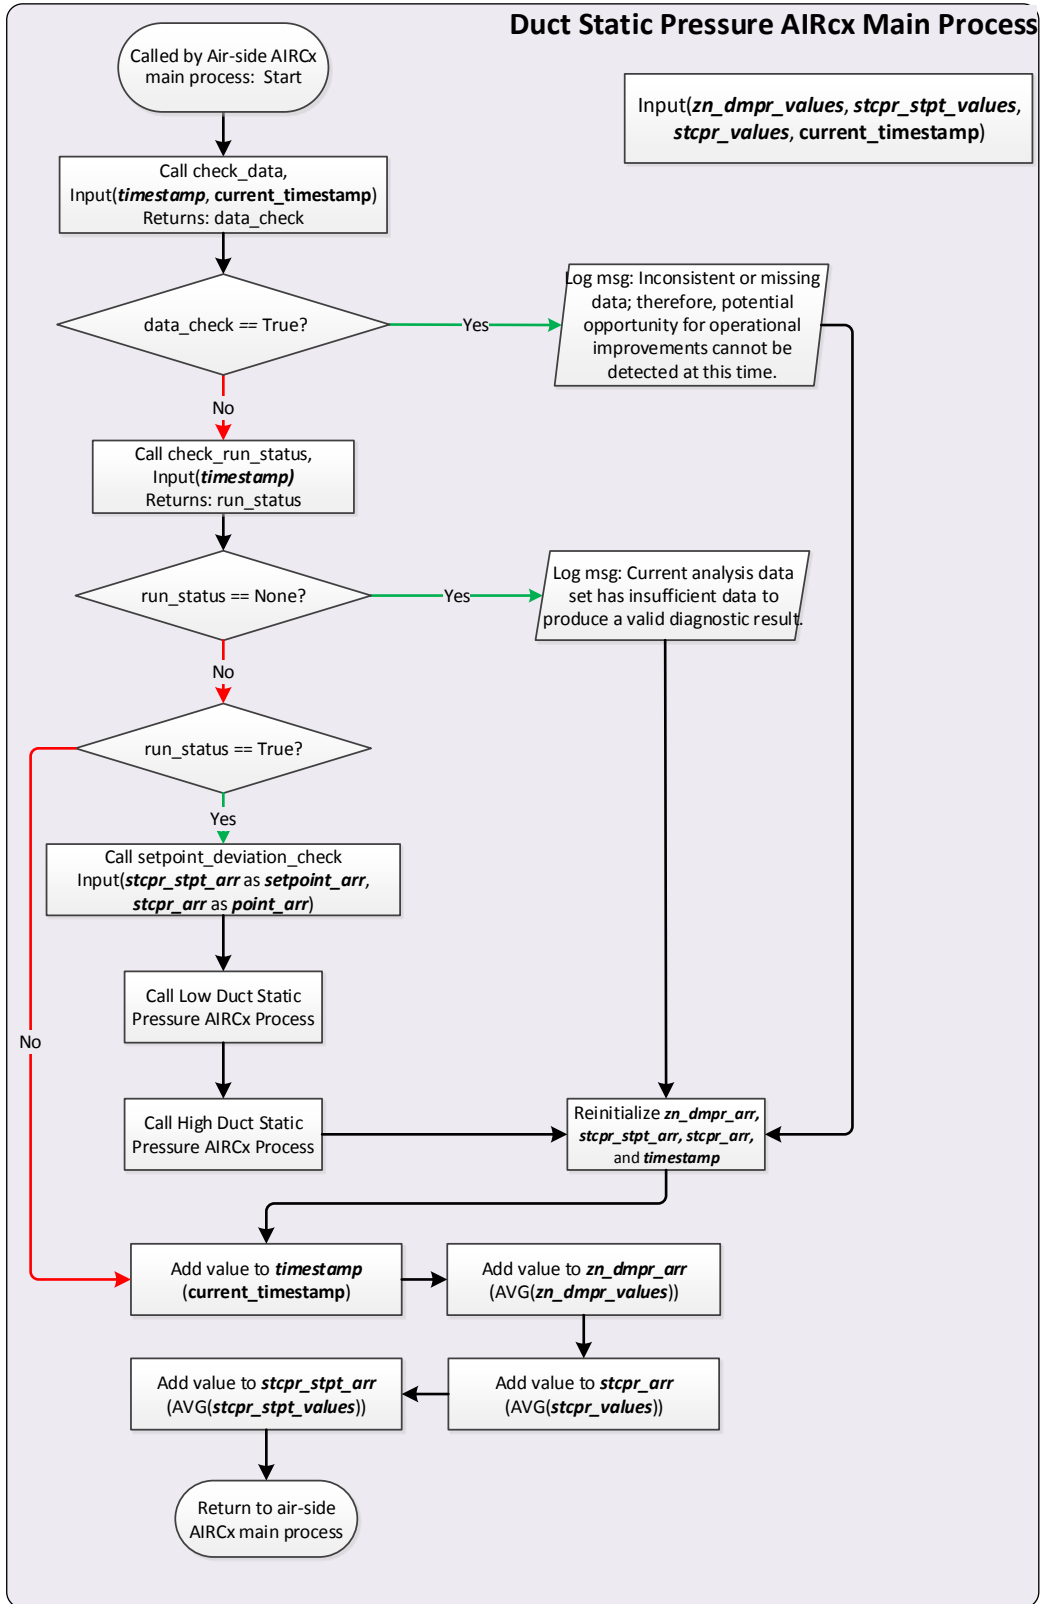 Duct Static Pressure AIRcx Main Process
Called by Air-side AIRCx
main process:  Start
Input(zn_dmpr_values, stcpr_stpt_values,
stcpr_values, current_timestamp)
Call check_data,
Input(timestamp, current_timestamp)
Returns: data_check
data_check == True?
Yes
Log msg: Inconsistent or missing
data; therefore, potential
opportunity for operational
improvements cannot be
detected at this time.
No
Call check_run_status,
Input(timestamp)
Returns: run_status
run_status == None?
Yes
Log msg: Current analysis data
set has insufficient data to
produce a valid diagnostic result.
No
run_status == True?
Yes
Call setpoint_deviation_check
Input(stcpr_stpt_arr as setpoint_arr,
stcpr_arr as point_arr)
Call Low Duct Static
Pressure AIRCx Process
No
Call High Duct Static
Pressure AIRCx Process
Reinitialize zn_dmpr_arr,
stcpr_stpt_arr, stcpr_arr,
and timestamp
Add value to timestamp
(current_timestamp)
Add value to zn_dmpr_arr
(AVG(zn_dmpr_values))
Add value to stcpr_stpt_arr
(AVG(stcpr_stpt_values))
Add value to stcpr_arr
(AVG(stcpr_values))
Return to air-side
AIRCx main process